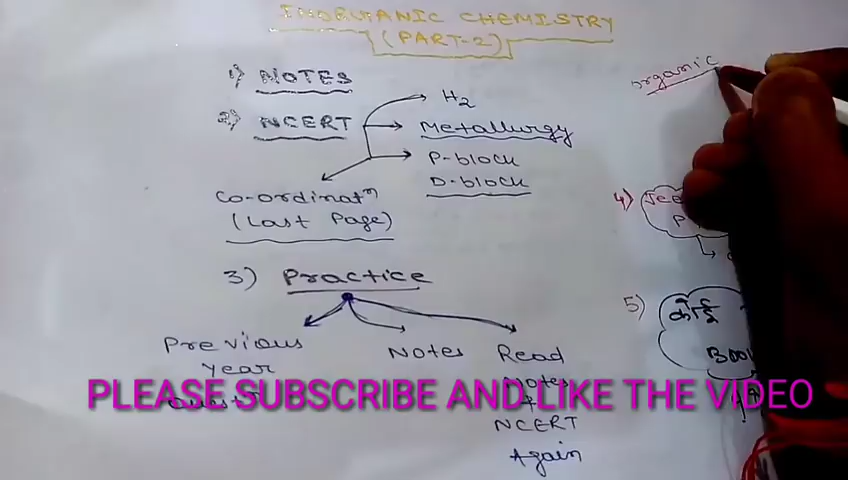 INORGANIC CHEMISTRY
(PART-2)
1) NOTES
2) NCERT
H2
Metallurgy
P-block
D-block
Co-ordinatn
(Last Page)
3) Practice
Previous
year
Notes
Read
Notes
+
NCERT
Again
organic
4) Jee
5) कोई
PLEASE SUBSCRIBE AND LIKE THE VIDEO